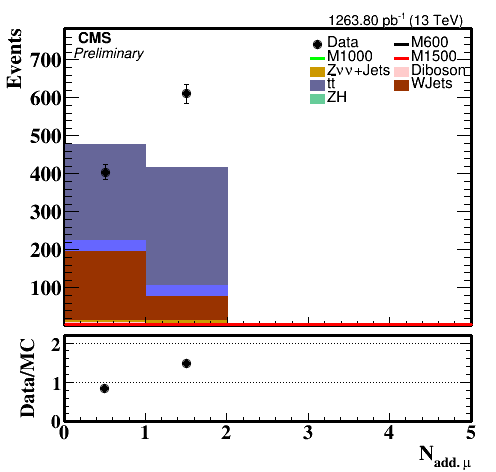 1263.80 pb⁻¹ (13 TeV)
CMS
Preliminary
Data
M600
M1000
M1500
Zνν+Jets
Diboson
tt
WJets
ZH
Events
700
600
500
400
300
200
100
Data/MC
2
1
0
0 1 2 3 4 5
N add. μ